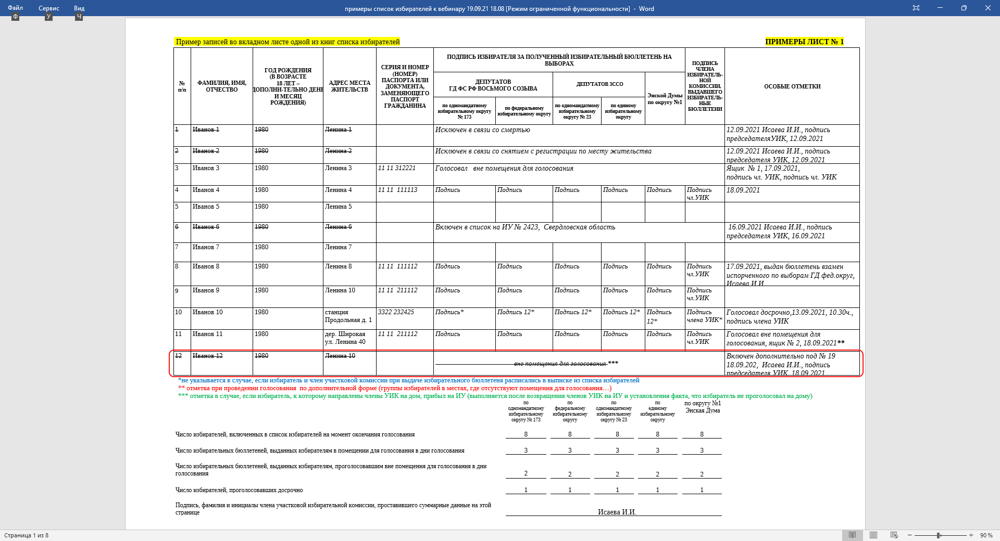 Файл Сервис Вид
Ф У Ч
примеры список избирателей к вебинару 19.09.21 18.08 [Режим ограниченной функциональности] - Word
Пример записей во вкладном листе одной из книг списка избирателей
ПРИМЕРЫ ЛИСТ № 1
№
п/п
ФАМИЛИЯ, ИМЯ,
ОТЧЕСТВО
ГОД РОЖДЕНИЯ
(В ВОЗРАСТЕ
18 ЛЕТ –
ДОПОЛНИ-ТЕЛЬНО ДЕНЬ
И МЕСЯЦ
РОЖДЕНИЯ)
АДРЕС МЕСТА
ЖИТЕЛЬСТВ
СЕРИЯ И НОМЕР
(НОМЕР)
ПАСПОРТА ИЛИ
ДОКУМЕНТА,
ЗАМЕНЯЮЩЕГО
ПАСПОРТ
ГРАЖДАНИНА
ПОДПИСЬ ИЗБИРАТЕЛЯ ЗА ПОЛУЧЕННЫЙ ИЗБИРАТЕЛЬНЫЙ БЮЛЛЕТЕНЬ НА
ВЫБОРАХ
ДЕПУТАТОВ
ГД ФС РФ ВОСЬМОГО СОЗЫВА
ДЕПУТАТОВ ЗССО
Энской Думы
по округу №1
по одномандатному
избирательному округу
№ 173
по федеральному
избирательному округу
по одномандатному
избирательному
округу № 23
по единому
избирательному
округу
ПОДПИСЬ
ЧЛЕНА
ИЗБИРАТЕЛЬ-
НОЙ
КОМИССИИ,
ВЫДАВШЕГО
ИЗБИРАТЕЛЬ-
НЫЕ
БЮЛЛЕТЕНИ
ОСОБЫЕ ОТМЕТКИ
1 Иванов 1 1980 Ленина 1 Исключен в связи со смертью 12.09.2021 Исаева И.И., подпись
председателяУИК, 12.09.2021
2 Иванов 2 1980 Ленина 2 Исключен в связи со снятием с регистрации по месту жительства 12.09.2021 Исаева И.И., подпись
председателя УИК, 12.09.2021
3 Иванов 3 1980 Ленина 3 11 11 312221 Голосовал вне помещения для голосования Ящик № 1, 17.09.2021,
подпись чл. УИК, подпись чл. УИК
4 Иванов 4 1980 Ленина 4 11 11 111113 Подпись Подпись Подпись Подпись Подпись Подпись 18.09.2021
чл.УИК
5 Иванов 5 1980 Ленина 5
6 Иванов 6 1980 Ленина 6 Включен в список на ИУ № 2423, Свердловская область 16.09.2021 Исаева И.И., подпись
председателя УИК, 16.09.2021
7 Иванов 7 1980 Ленина 7
8 Иванов 8 1980 Ленина 8 11 11 111112 Подпись Подпись Подпись Подпись Подпись Подпись 17.09.2021, выдан бюллетень взамен
чл.УИК испорченного по выборам ГД фед.округ,
Исаева И.И
9 Иванов 9 1980 Ленина 10 11 11 211112 Подпись Подпись Подпись Подпись Подпись Подпись
чл.УИК
10 Иванов 10 1980 станция 3322 232425 Подпись* Подпись 12* Подпись 12* Подпись 12* Подпись Подпись Голосовал досрочно,13.09.2021, 10.30ч.,
Продольная д. 1 12* члена УИК* подпись члена УИК
11 Иванов 11 1980 дер. Широкая 11 11 211112 Подпись Подпись Подпись Подпись Подпись Подпись Голосовал вне помещения для
ул. Ленина 40 чл.УИК голосования, ящик № 2, 18.09.2021**
12 Иванов 12 1980 Ленина 10 вне помещения для голосования *** Включен дополнительно под № 19
18.09.202, Исаева И.И., подпись
председателя УИК, 18.09.2021
*не указывается в случае, если избиратель и член участковой комиссии при выдаче избирательного бюллетеня расписались в выписке из списка избирателей
** отметка при проведении голосования по дополнительной форме (группы избирателей в местах, где отсутствуют помещения для голосования…)
*** отметка в случае, если избиратель, к которому направлены члены УИК на дом, прибыл на ИУ (выполняется после возвращения членов УИК на ИУ и установления факта, что избиратель не проголосовал на дому)
по
одномандатному
избирательному
округу № 173
по
федеральному
избирательному
округу
по
одномандатному
избирательному
округу № 23
по
единому
избирательному
округу
по округу №1
Энская Дума
Число избирателей, включенных в список избирателей на момент окончания голосования 8 8 8 8 8
Число избирательных бюллетеней, выданных избирателям в помещении для голосования в дни голосования 3 3 3 3 3
Число избирательных бюллетеней, выданных избирателям, проголосовавшим вне помещения для голосования в дни
голосования 2 2 2 2 2
Число избирателей, проголосовавших досрочно 1 1 1 1 1
Подпись, фамилия и инициалы члена участковой избирательной комиссии, проставившего суммарные данные на этой
странице Исаева И.И.
Страница 1 из 8 90 %